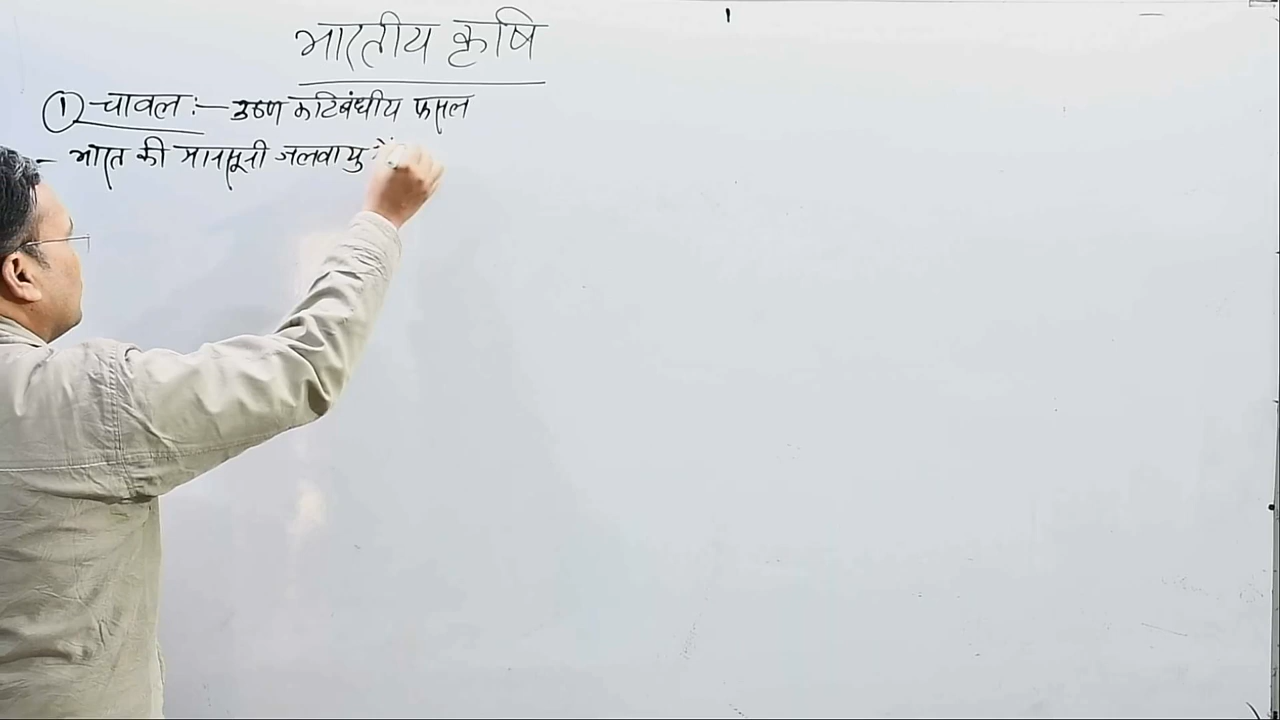 भारतीय कृषि
① चावल :- उष्ण कटिबंधीय फसल
- भारत की मानसूनी जलवायु में